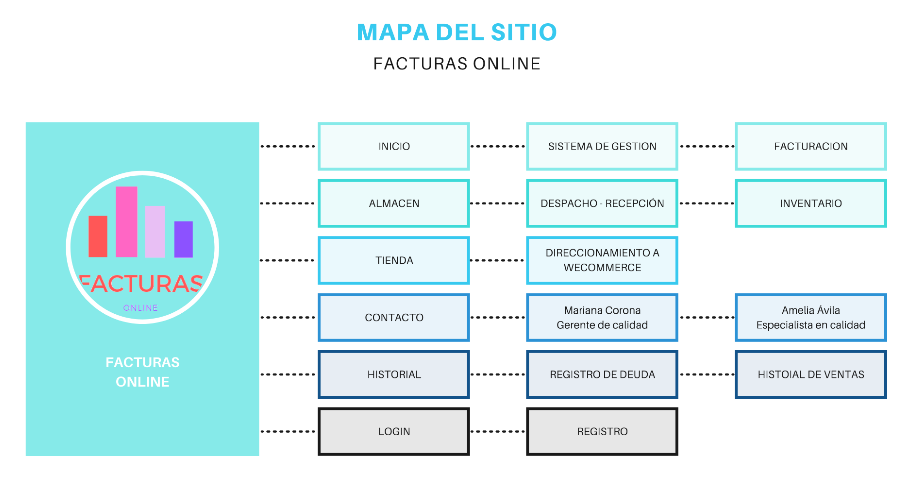 MAPA DEL SITIO
FACTURAS ONLINE
FACTURAS
ONLINE
FACTURAS
ONLINE
INICIO
SISTEMA DE GESTION
FACTURACION
ALMACEN
DESPACHO - RECEPCIÓN
INVENTARIO
TIENDA
DIRECCIONAMIENTO A
WECOMMERCE
CONTACTO
Mariana Corona
Gerente de calidad
Amelia Ávila
Especialista en calidad
HISTORIAL
REGISTRO DE DEUDA
HISTOIAL DE VENTAS
LOGIN
REGISTRO